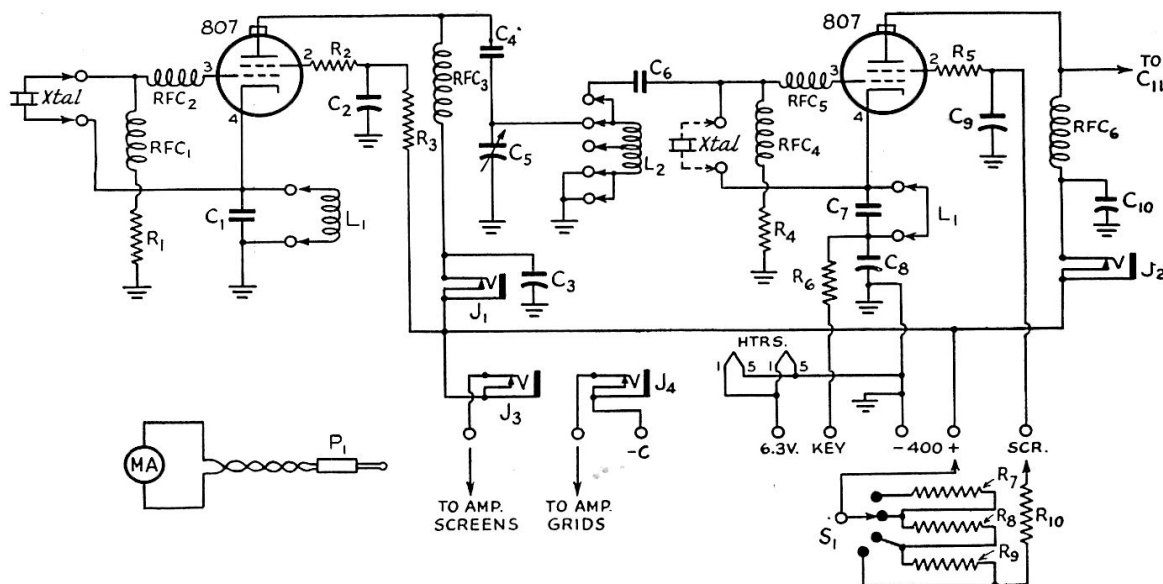 807
Xtal
RFC2
3
2
4
R2
C2
RFC1
R1
C1
L1
R3
RFC3
C4
C5
C3
J1
C6
L2
Xtal
RFC4
R4
RFC5
807
3
2
4
R5
C9
TO
C11
RFC6
C10
J2
C7
L1
C8
R6
HTRS.
1 5 1 5
J3
J4
-C
6.3V. KEY - 400 + SCR.
MA
P1
TO AMP.
SCREENS
TO AMP.
GRIDS
S1
R7
R8
R9
R10